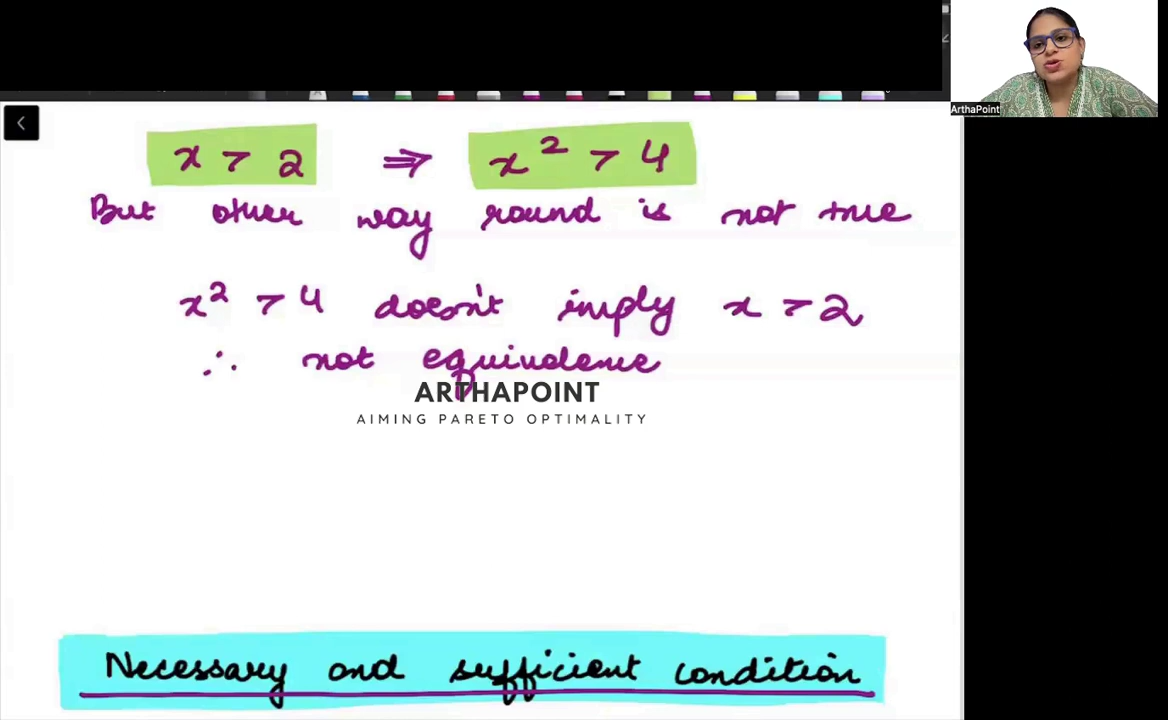 ArthaPoint
x > 2 ⇒ x² > 4
But other way round is not true
x² > 4 doesn't imply x > 2
∴ not equivalence
ARTHAPOINT
AIMING PARETO OPTIMALITY
Necessary and sufficient condition